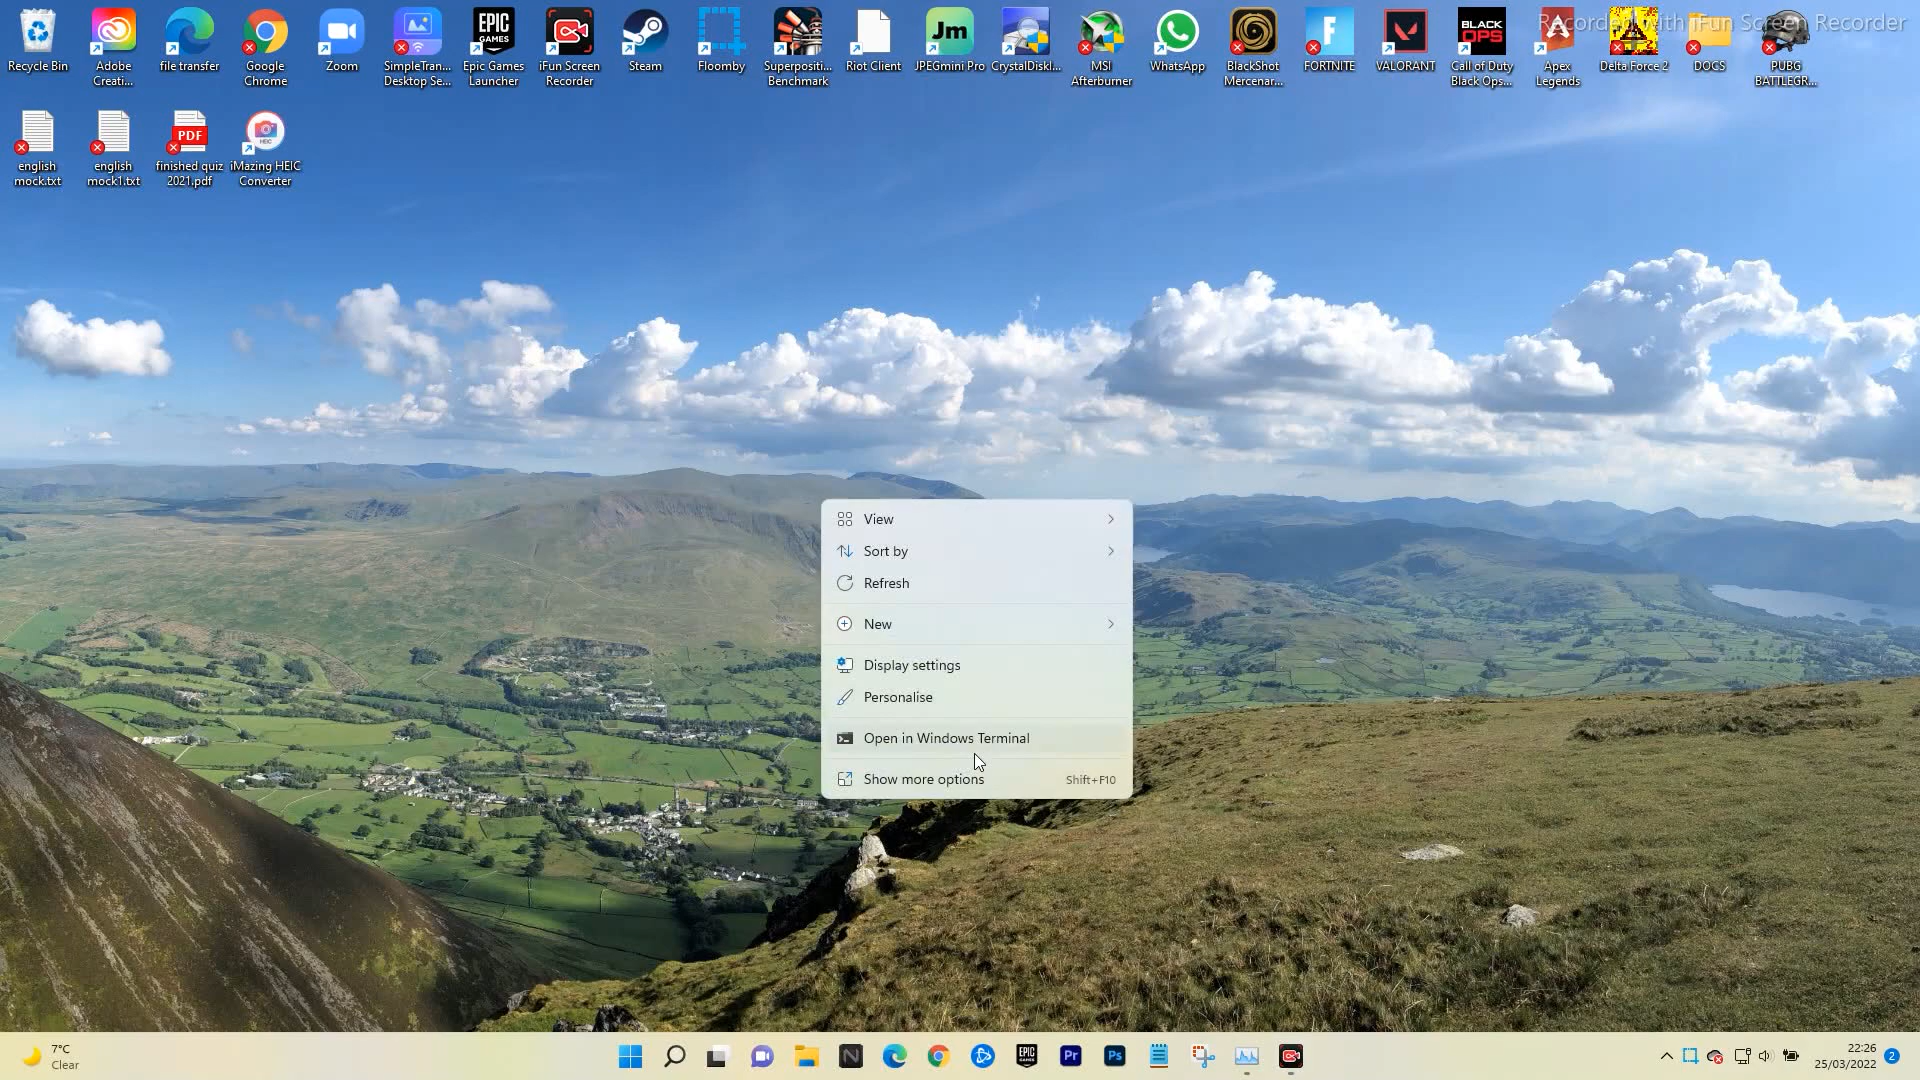 Recorded with iFun Screen Recorder
Recycle Bin
Adobe
Creati...
file transfer
Google
Chrome
Zoom
SimpleTran...
Desktop Se...
EPIC
GAMES
Epic Games
Launcher
iFun Screen
Recorder
Steam
Floomby
Superpositi...
Benchmark
Riot Client
Jm
JPEGmini Pro
CrystalDiskI...
MSI
Afterburner
WhatsApp
BlackShot
Mercenar...
F
FORTNITE
VALORANT
BLACK
OPS
Call of Duty
Black Ops...
Apex
Legends
Delta Force 2
DOCS
PUBG
BATTLEGR...
english
mock.txt
english
mock1.txt
PDF
finished quiz
2021.pdf
HEIC
iMazing HEIC
Converter
View
Sort by
Refresh
New
Display settings
Personalise
Open in Windows Terminal
Show more options Shift+F10
7°C
Clear
N
EPIC
GAMES
Pr
Ps
22:26
25/03/2022
2